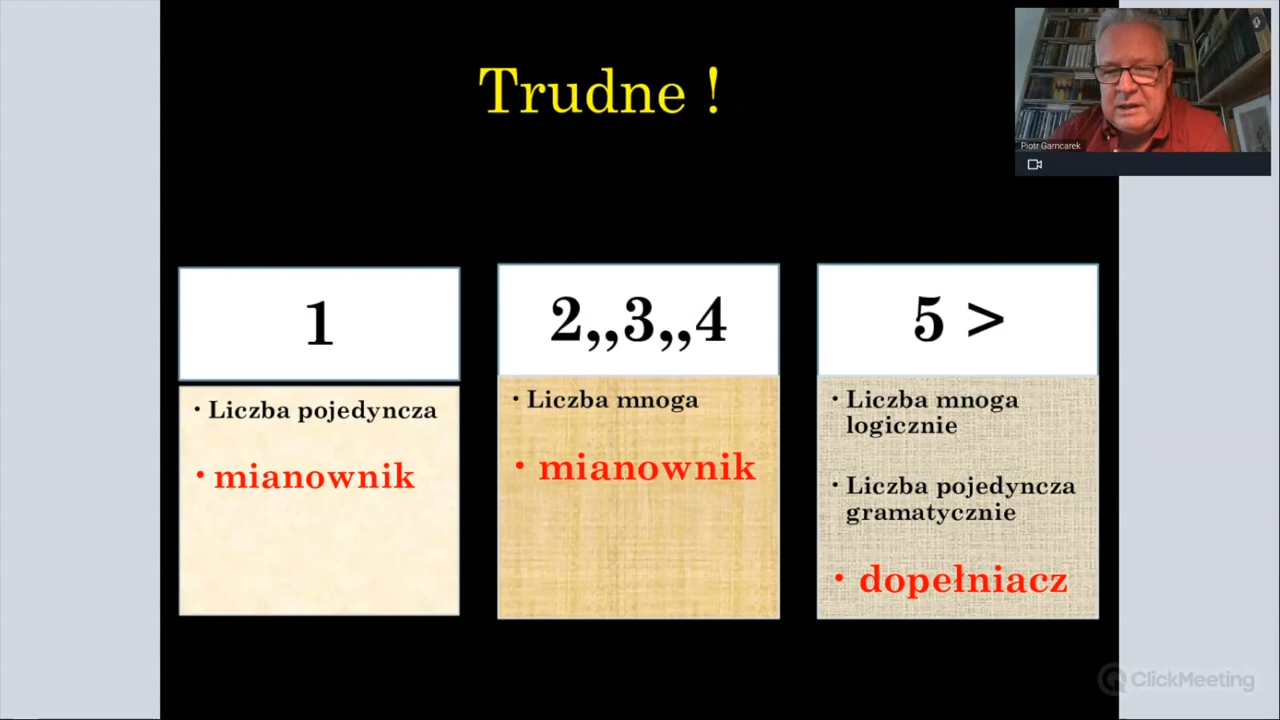 Trudne !
Piotr Garncarek
1
• Liczba pojedyncza
• mianownik
2,,3,,4
• Liczba mnoga
• mianownik
5 >
• Liczba mnoga
logicznie
• Liczba pojedyncza
gramatycznie
• dopełniacz
ClickMeeting